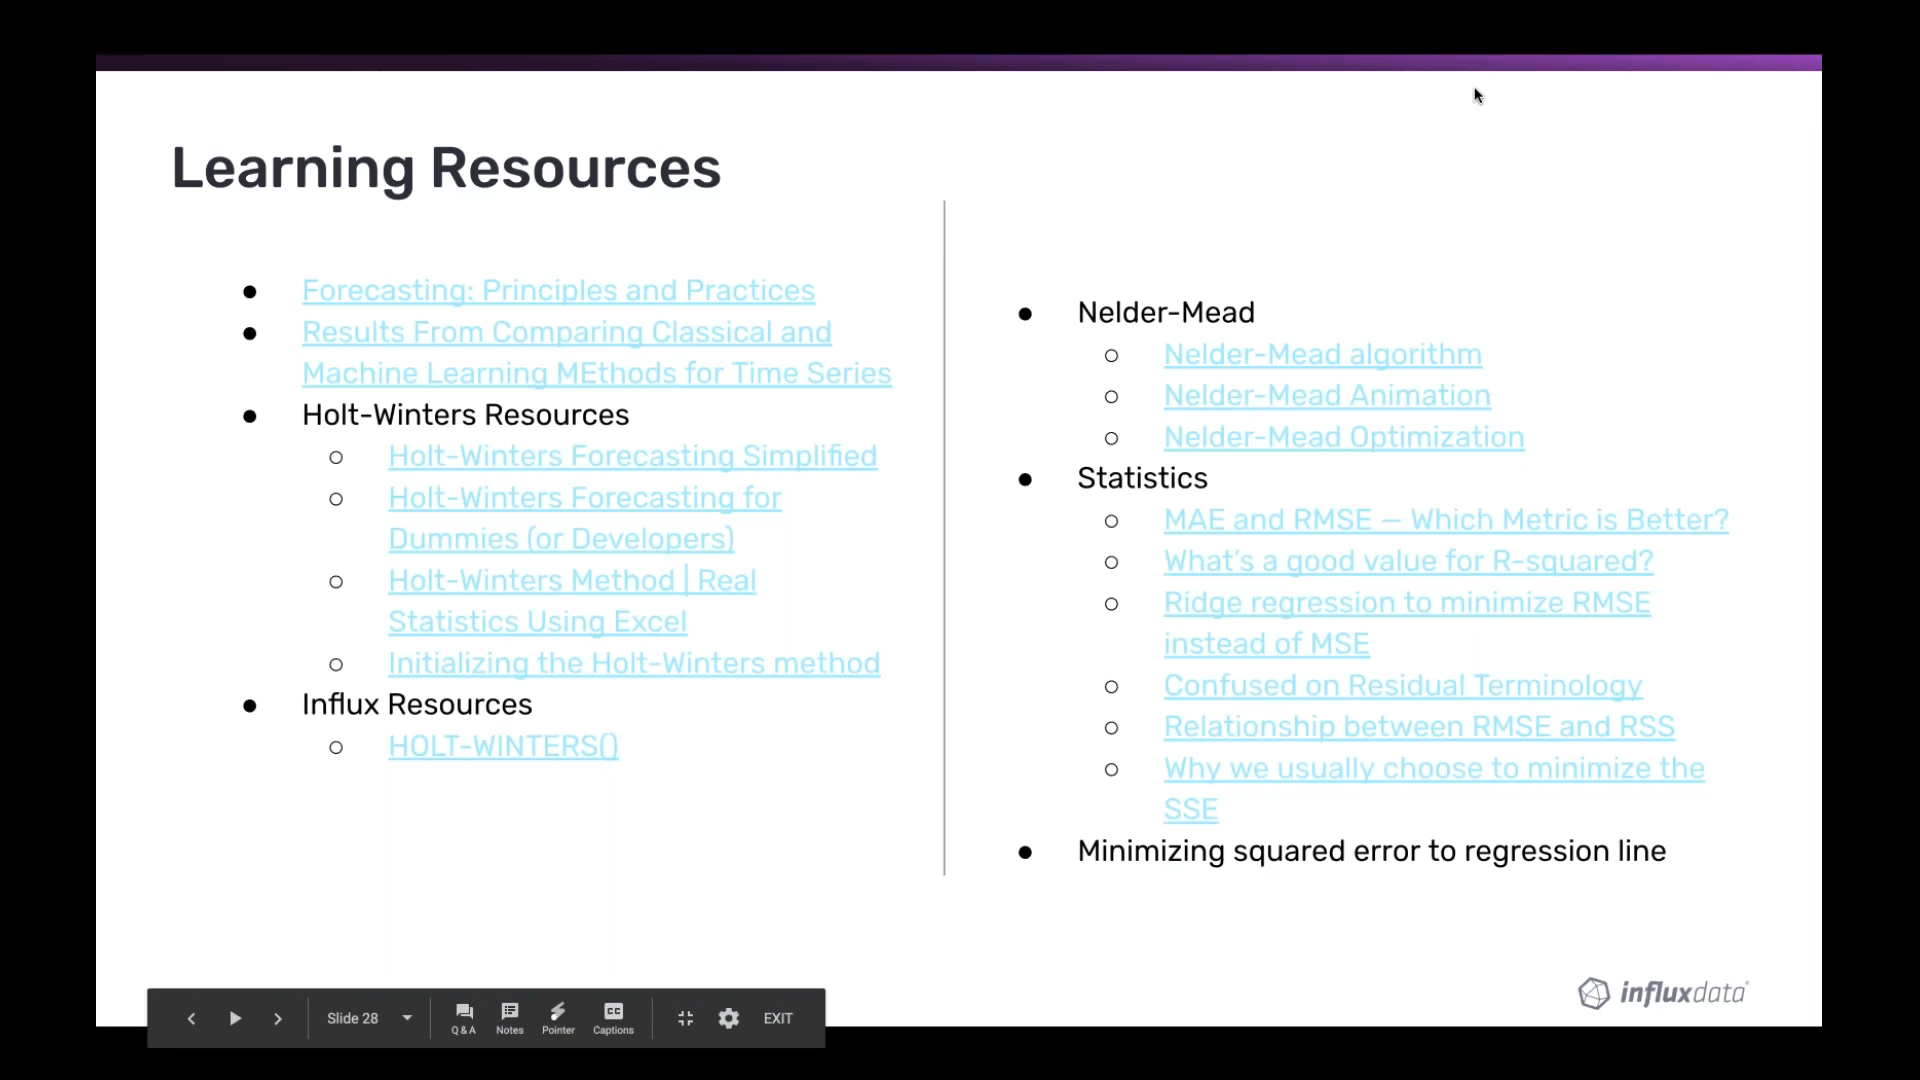 Learning Resources
● Forecasting: Principles and Practices
● Results From Comparing Classical and
Machine Learning MEthods for Time Series
● Holt-Winters Resources
○ Holt-Winters Forecasting Simplified
○ Holt-Winters Forecasting for
Dummies (or Developers)
○ Holt-Winters Method | Real
Statistics Using Excel
○ Initializing the Holt-Winters method
● Influx Resources
○ HOLT-WINTERS()
● Nelder-Mead
○ Nelder-Mead algorithm
○ Nelder-Mead Animation
○ Nelder-Mead Optimization
● Statistics
○ MAE and RMSE – Which Metric is Better?
○ What's a good value for R-squared?
○ Ridge regression to minimize RMSE
instead of MSE
○ Confused on Residual Terminology
○ Relationship between RMSE and RSS
○ Why we usually choose to minimize the
SSE
● Minimizing squared error to regression line
influxdata
Slide 28
Q & A
Notes
Pointer
CC
Captions
EXIT